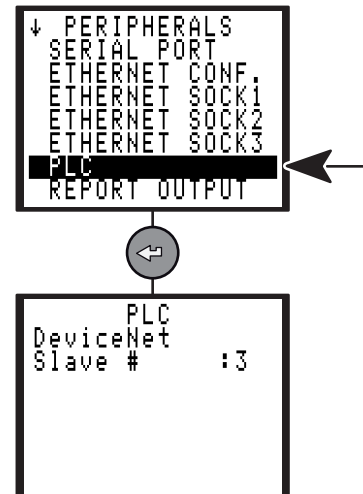 ↓ PERIPHERALS
SERIAL PORT
ETHERNET CONF.
ETHERNET SOCK1
ETHERNET SOCK2
ETHERNET SOCK3
PLC
REPORT OUTPUT
PLC
DeviceNet
Slave # :3